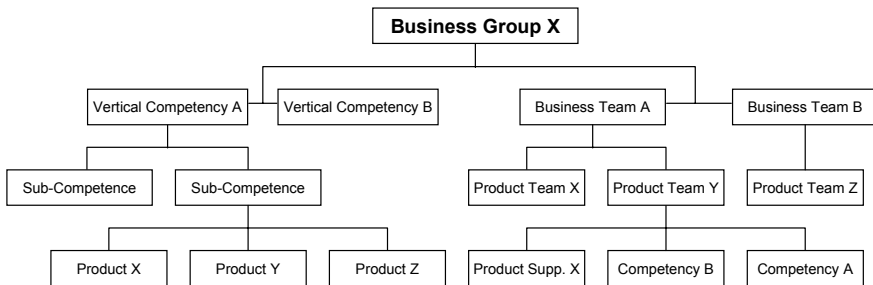 Business Group X
Vertical Competency A
Vertical Competency B
Business Team A
Business Team B
Sub-Competence
Sub-Competence
Product Team X
Product Team Y
Product Team Z
Product X
Product Y
Product Z
Product Supp. X
Competency B
Competency A